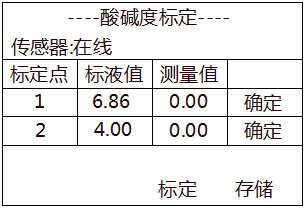 ----酸碱度标定----
传感器:在线
标定点 标液值 测量值
1 6.86 0.00 确定
2 4.00 0.00 确定
标定 存储